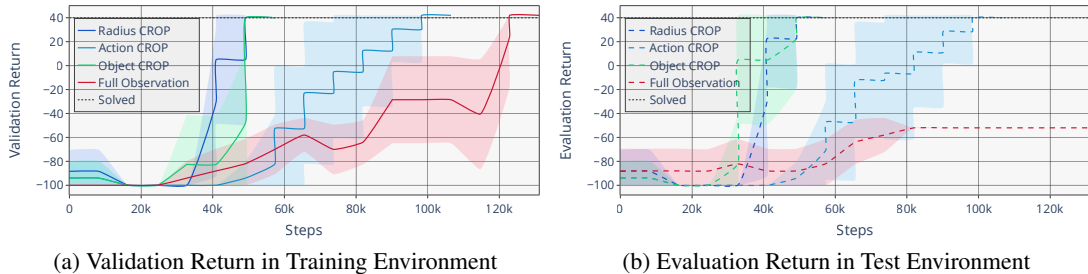 40
20
0
−20
−40
−60
−80
−100
Validation Return
Radius CROP
Action CROP
Object CROP
Full Observation
Solved
0 20k 40k 60k 80k 100k 120k
Steps
(a) Validation Return in Training Environment
40
20
0
−20
−40
−60
−80
−100
Evaluation Return
Radius CROP
Action CROP
Object CROP
Full Observation
Solved
0 20k 40k 60k 80k 100k 120k
Steps
(b) Evaluation Return in Test Environment